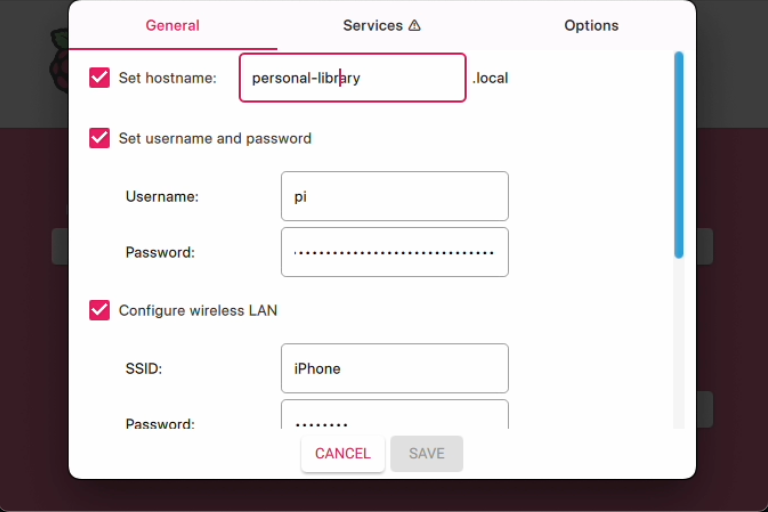 General Services ⚠ Options
Set hostname: personal-library .local
Set username and password
Username: pi
Password: ································
Configure wireless LAN
SSID: iPhone
Password: ········
CANCEL SAVE